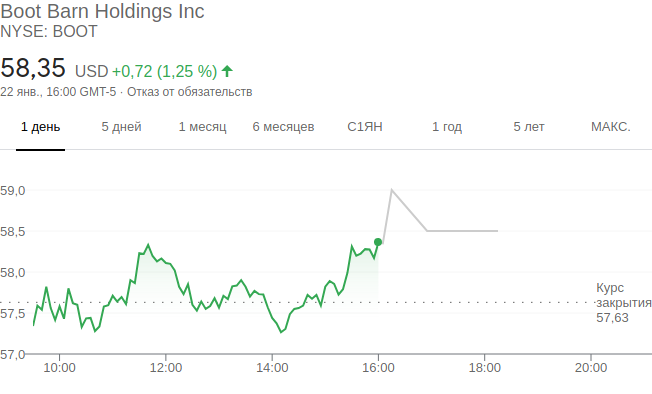 Boot Barn Holdings Inc
NYSE: BOOT
58,35 USD +0,72 (1,25 %)
22 янв., 16:00 GMT-5 · Отказ от обязательств
1 день 5 дней 1 месяц 6 месяцев С1ЯН 1 год 5 лет МАКС.
59,0
58,5
58,0
Курс
закрытия
57,63
57,5
57,0
10:00 12:00 14:00 16:00 18:00 20:00